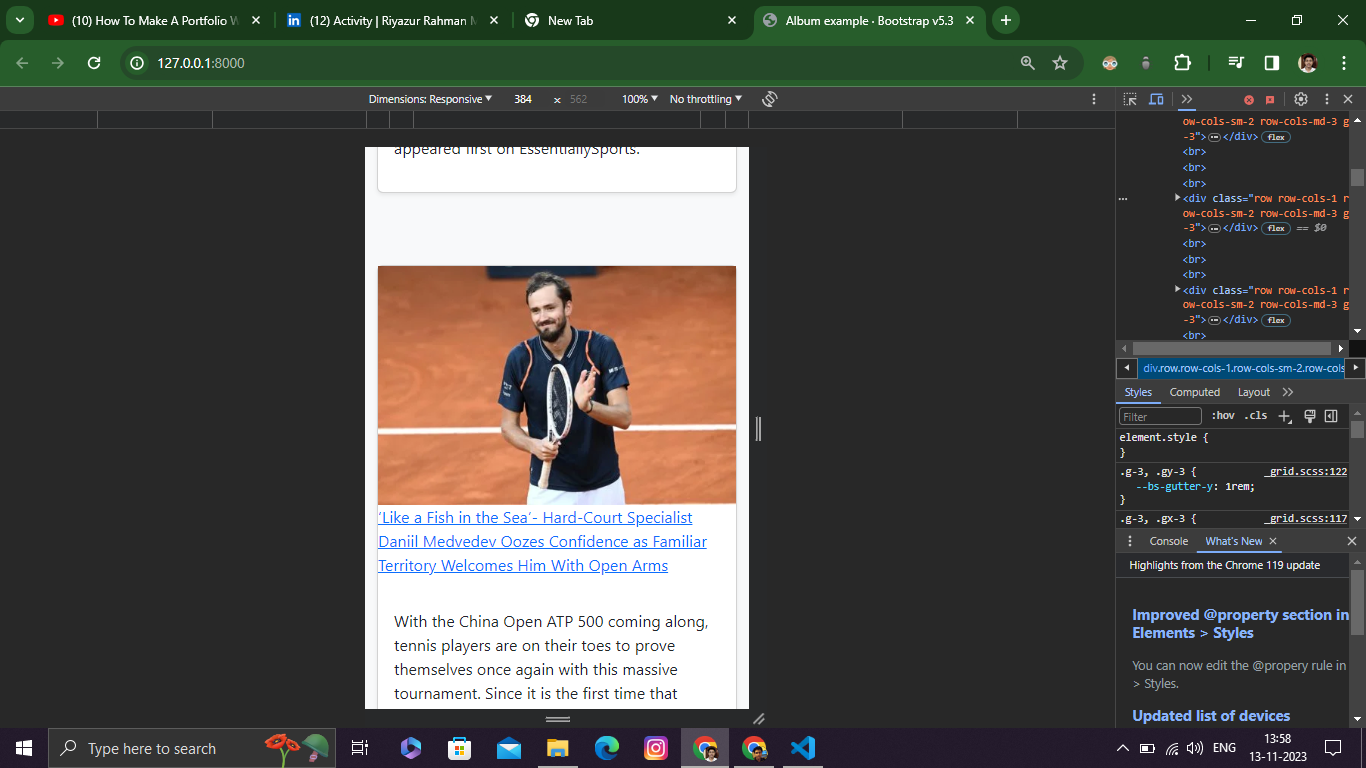 (10) How To Make A Portfolio W
(12) Activity | Riyazur Rahman M
New Tab
Album example · Bootstrap v5.3
127.0.0.1:8000
Dimensions: Responsive 384 x 562 100% No throttling
appeared first on EssentiallySports.
‘Like a Fish in the Sea’- Hard-Court Specialist
Daniil Medvedev Oozes Confidence as Familiar
Territory Welcomes Him With Open Arms
With the China Open ATP 500 coming along,
tennis players are on their toes to prove
themselves once again with this massive
tournament. Since it is the first time that
ow-cols-sm-2 row-cols-md-3 g
-3"> </div> flex
<br>
<br>
<br>
<div class="row row-cols-1 r
ow-cols-sm-2 row-cols-md-3 g
-3"> </div> flex == $0
<br>
<br>
<br>
<div class="row row-cols-1 r
ow-cols-sm-2 row-cols-md-3 g
-3"> </div> flex
<br>
div.row.row-cols-1.row-cols-sm-2.row-cols
Styles Computed Layout
Filter :hov .cls
element.style {
}
.g-3, .gy-3 { _grid.scss:122
--bs-gutter-y: 1rem;
}
.g-3, .gx-3 { _grid.scss:117
Console What's New
Highlights from the Chrome 119 update
Improved @property section in
Elements > Styles
You can now edit the @propery rule in
> Styles.
Updated list of devices
Type here to search
ENG
13:58
13-11-2023